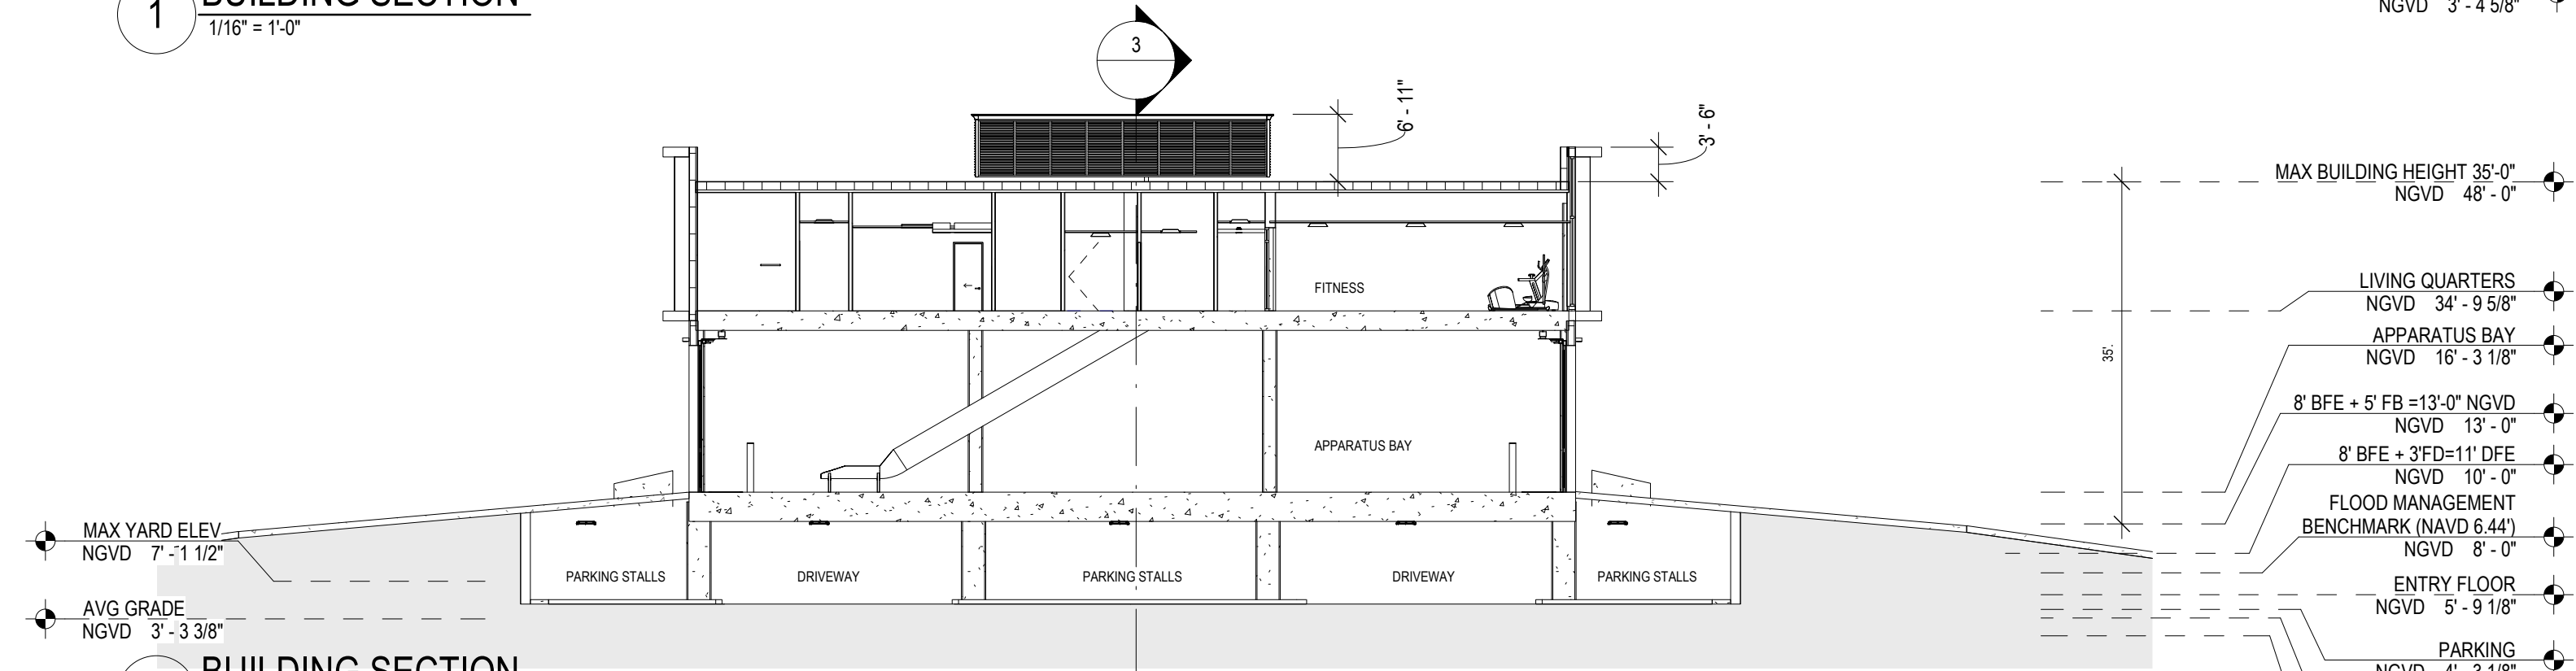 1
BUILDING SECTION
1/16" = 1'-0"
NGVD 3' - 4 5/8"
3
6' - 11"
3' - 6"
MAX BUILDING HEIGHT 35'-0"
NGVD 48' - 0"
FITNESS
LIVING QUARTERS
NGVD 34' - 9 5/8"
APPARATUS BAY
NGVD 16' - 3 1/8"
35'.
8' BFE + 5' FB =13'-0" NGVD
NGVD 13' - 0"
APPARATUS BAY
8' BFE + 3'FD=11' DFE
NGVD 10' - 0"
FLOOD MANAGEMENT
BENCHMARK (NAVD 6.44')
NGVD 8' - 0"
MAX YARD ELEV
NGVD 7' - 1 1/2"
PARKING STALLS
DRIVEWAY
PARKING STALLS
DRIVEWAY
PARKING STALLS
ENTRY FLOOR
NGVD 5' - 9 1/8"
AVG GRADE
NGVD 3' - 3 3/8"
PARKING
NGVD 4' - 3 1/8"
BUILDING SECTION